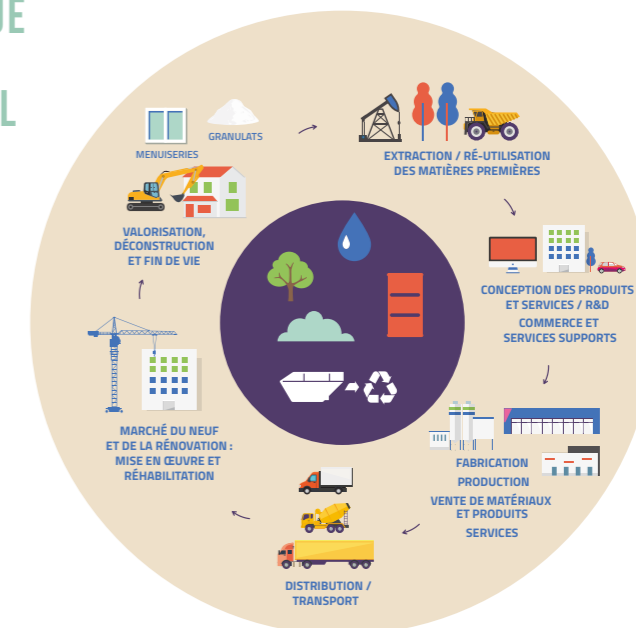 UE
L
MENUISERIES
GRANULATS
EXTRACTION / RÉ-UTILISATION
DES MATIÈRES PREMIÈRES
CONCEPTION DES PRODUITS
ET SERVICES / R&D
COMMERCE ET
SERVICES SUPPORTS
FABRICATION
PRODUCTION
VENTE DE MATÉRIAUX
ET PRODUITS
SERVICES
DISTRIBUTION /
TRANSPORT
MARCHÉ DU NEUF
ET DE LA RÉNOVATION :
MISE EN ŒUVRE ET
RÉHABILITATION
VALORISATION,
DÉCONSTRUCTION
ET FIN DE VIE